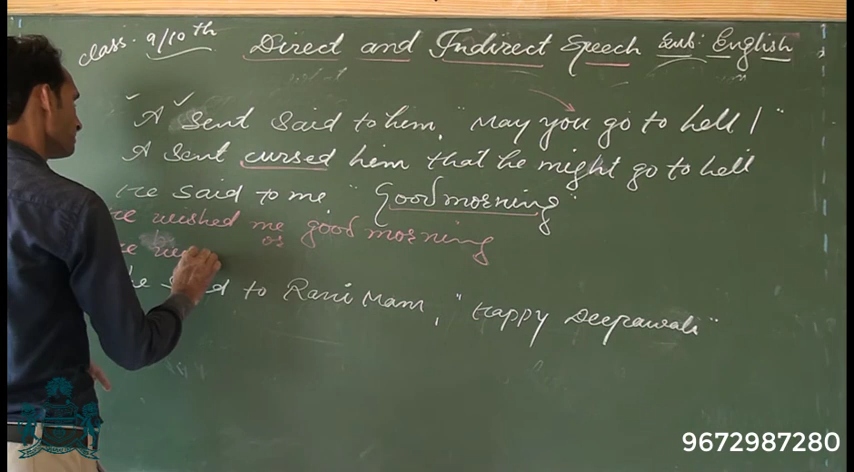 class. 9/10th Direct and Indirect Speech Sub: English
A sent said to him, "May you go to hell!"
A sent cursed him that he might go to hell
He said to me, "Good morning"
He wished me good morning
or
said to Rani Mam, "Happy Deepawali"
9672987280